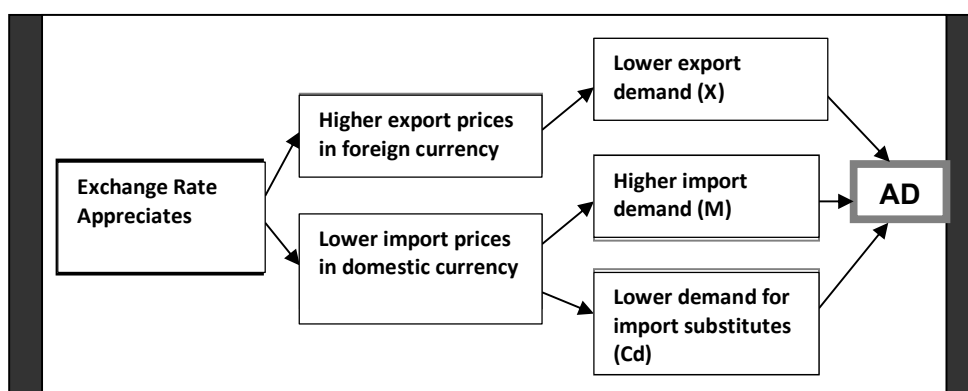 Exchange Rate
Appreciates
Higher export prices
in foreign currency
Lower import prices
in domestic currency
Lower export
demand (X)
Higher import
demand (M)
Lower demand for
import substitutes
(Cd)
AD